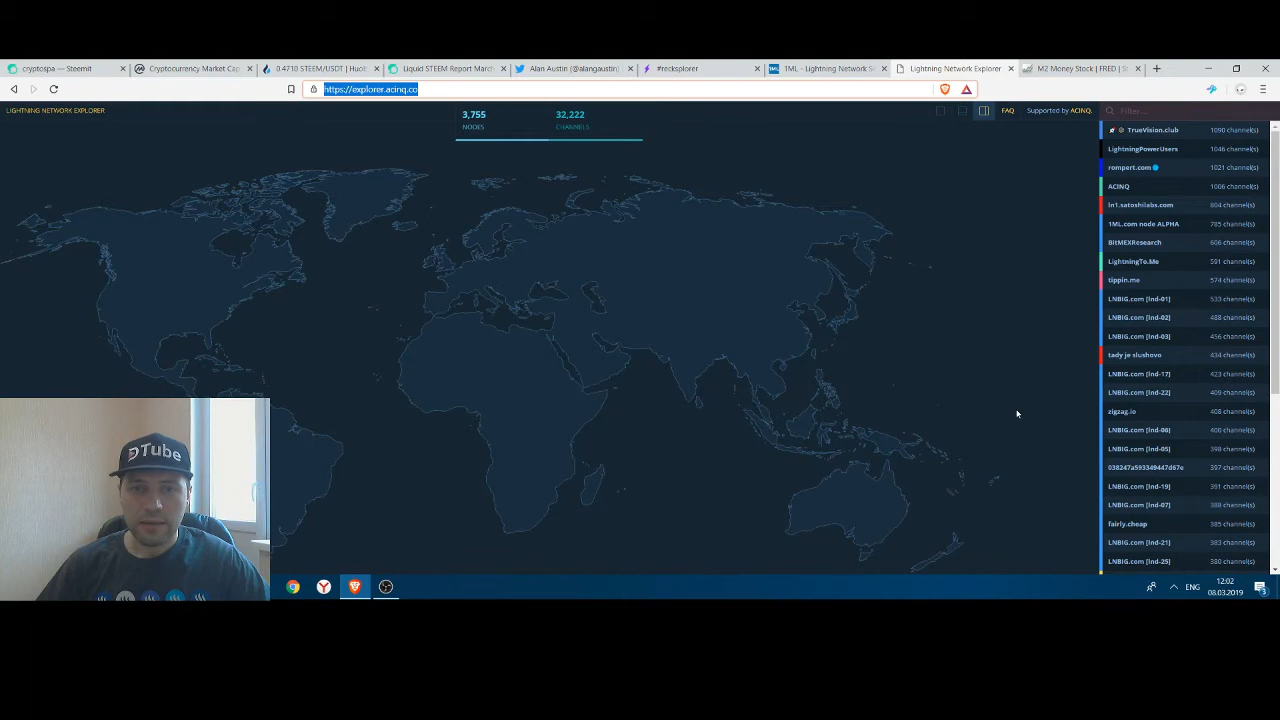 cryptospa — Steemit
Cryptocurrency Market Cap
0.4710 STEEM/USDT | Huob
Liquid STEEM Report March
Alan Austin (@alangaustin)
#recksplorer
1ML - Lightning Network S
Lightning Network Explorer
M2 Money Stock | FRED | St
https://explorer.acinq.co
LIGHTNING NETWORK EXPLORER
3,755
NODES
32,222
CHANNELS
FAQ
Supported by ACINQ.
Filter...
TrueVision.club 1090 channel(s)
LightningPowerUsers 1046 channel(s)
rompert.com 1021 channel(s)
ACINQ 1006 channel(s)
ln1.satoshilabs.com 804 channel(s)
1ML.com node ALPHA 785 channel(s)
BitMEXResearch 606 channel(s)
LightningTo.Me 591 channel(s)
tippin.me 574 channel(s)
LNBIG.com [lnd-01] 533 channel(s)
LNBIG.com [lnd-02] 488 channel(s)
LNBIG.com [lnd-03] 456 channel(s)
tady je slushovo 434 channel(s)
LNBIG.com [lnd-17] 423 channel(s)
LNBIG.com [lnd-22] 409 channel(s)
zigzag.io 408 channel(s)
LNBIG.com [lnd-06] 400 channel(s)
LNBIG.com [lnd-05] 398 channel(s)
038247a593349447d67e 397 channel(s)
LNBIG.com [lnd-19] 391 channel(s)
LNBIG.com [lnd-07] 388 channel(s)
fairly.cheap 385 channel(s)
LNBIG.com [lnd-21] 383 channel(s)
LNBIG.com [lnd-25] 380 channel(s)
DTube
ENG
12:02
08.03.2019
3